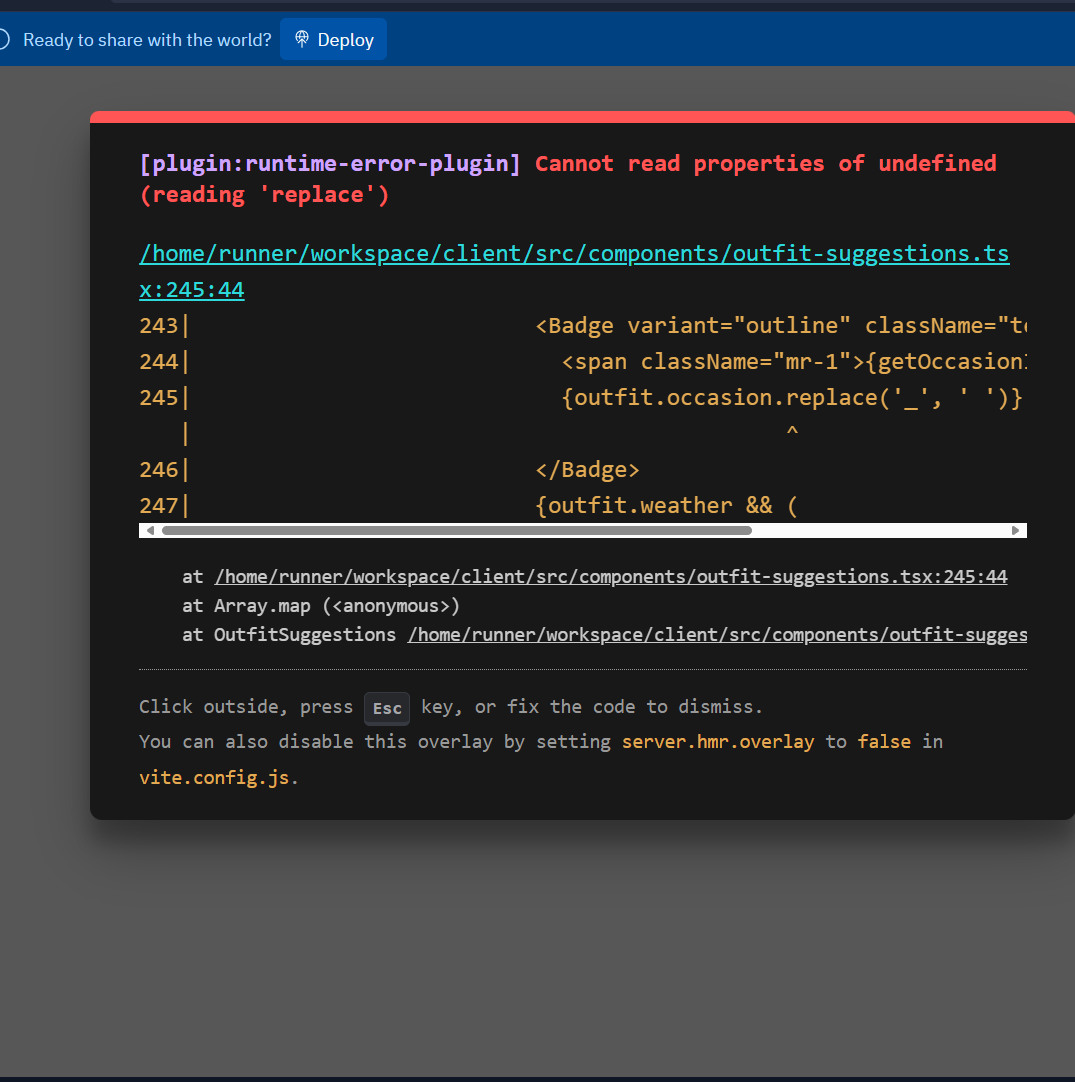 Ready to share with the world? Deploy
[plugin:runtime-error-plugin] Cannot read properties of undefined
(reading 'replace')
/home/runner/workspace/client/src/components/outfit-suggestions.ts
x:245:44
243| <Badge variant="outline" className="te
244| <span className="mr-1">{getOccasionI
245| {outfit.occasion.replace('_', ' ')}
| ^
246| </Badge>
247| {outfit.weather && (
at /home/runner/workspace/client/src/components/outfit-suggestions.tsx:245:44
at Array.map (<anonymous>)
at OutfitSuggestions /home/runner/workspace/client/src/components/outfit-sugges
Click outside, press Esc key, or fix the code to dismiss.
You can also disable this overlay by setting server.hmr.overlay to false in
vite.config.js.